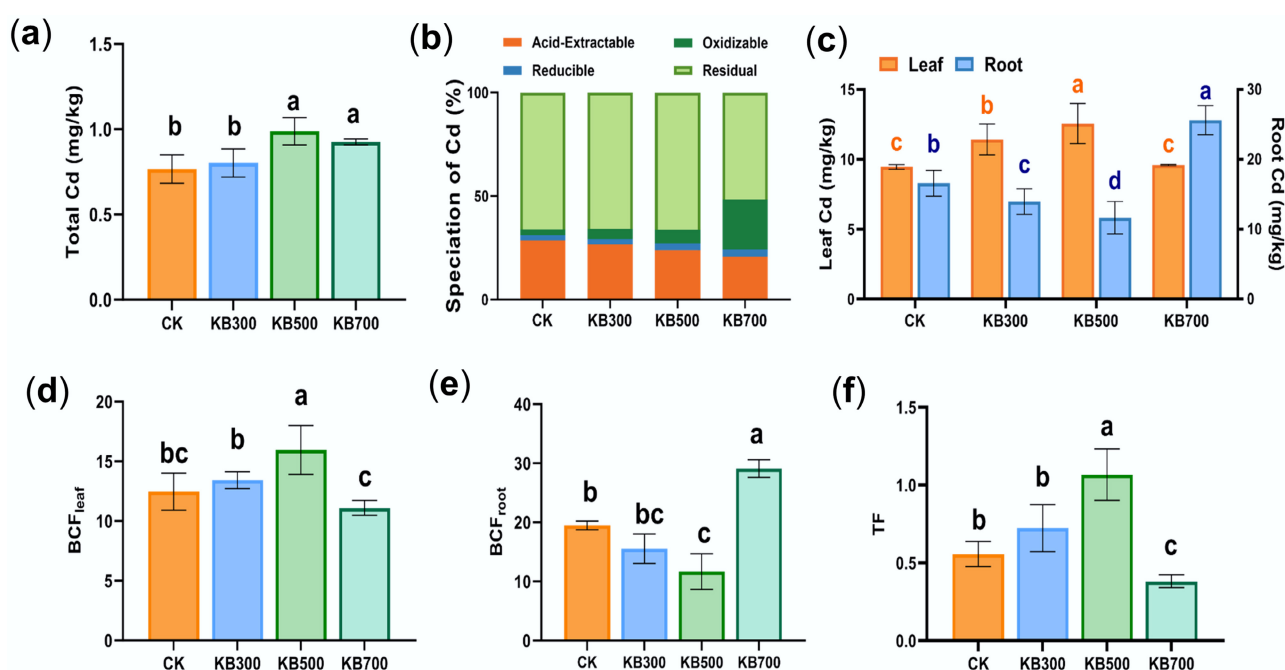 (a)
Total Cd (mg/kg)
1.5
1.0
0.5
0.0
b
b
a
a
CK
KB300
KB500
KB700
(b)
Acid-Extractable
Oxidizable
Reducible
Residual
Speciation of Cd (%)
100
50
0
CK
KB300
KB500
KB700
(c)
Leaf
Root
Leaf Cd (mg/kg)
15
10
5
0
c
b
b
c
a
d
c
a
30
20
10
0
Root Cd (mg/kg)
CK
KB300
KB500
KB700
(d)
BCFleaf
20
15
10
5
0
bc
b
a
c
CK
KB300
KB500
KB700
(e)
BCFroot
40
30
20
10
0
b
bc
c
a
CK
KB300
KB500
KB700
(f)
TF
1.5
1.0
0.5
0.0
b
b
a
c
CK
KB300
KB500
KB700